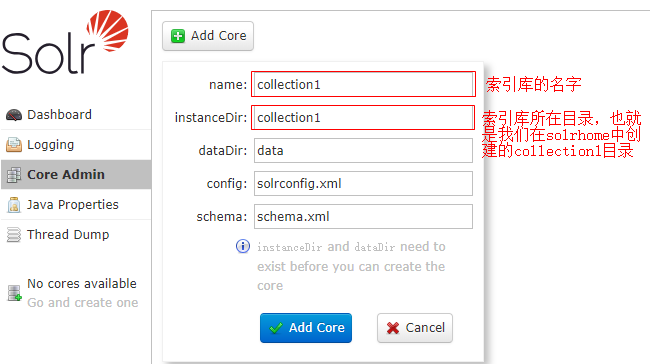 Solr
Add Core
name: collection1 索引库的名字
instanceDir: collection1 索引库所在目录，也就
是我们在solrhome中创
建的collection1目录
dataDir: data
config: solrconfig.xml
schema: schema.xml
instanceDir and dataDir need to
exist before you can create the
core
Add Core Cancel
Dashboard
Logging
Core Admin
Java Properties
Thread Dump
No cores available
Go and create one